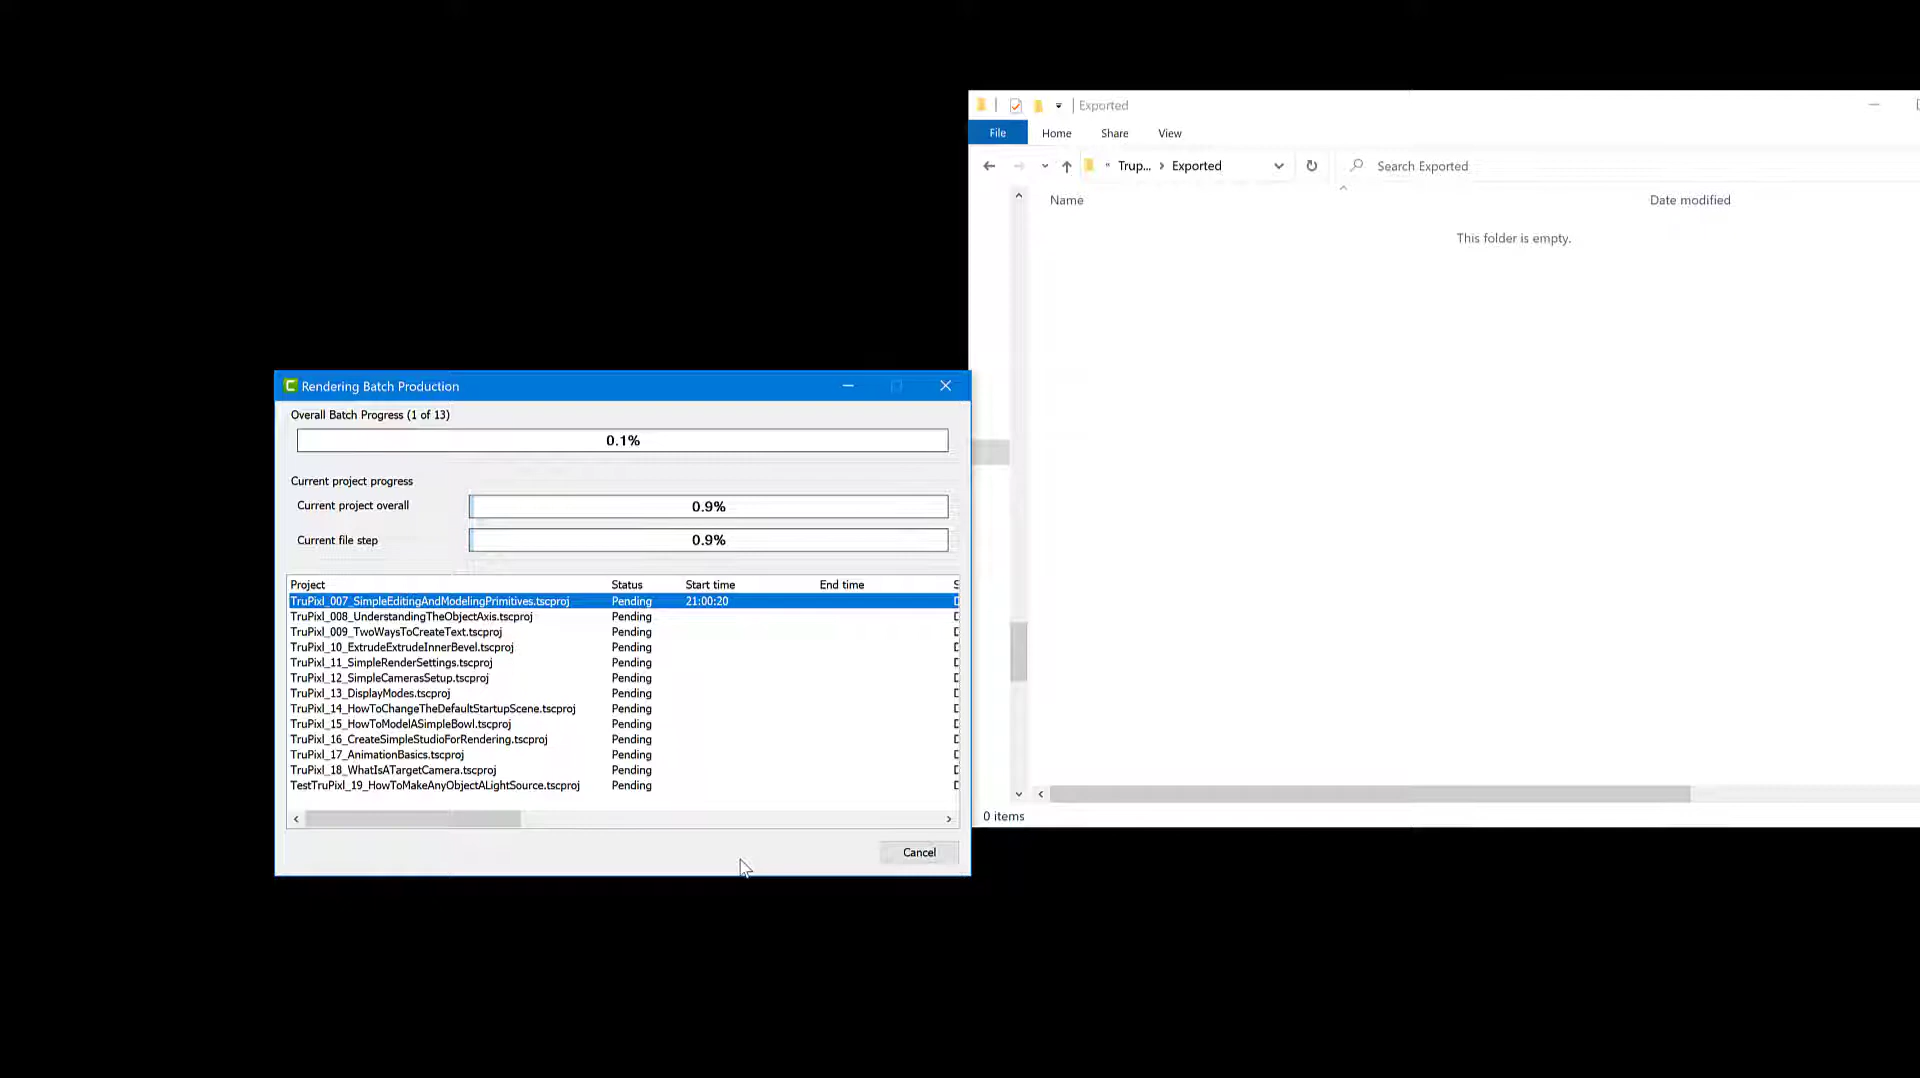 Exported
File Home Share View
« Trup... > Exported
Search Exported
Name Date modified
This folder is empty.
0 items
Rendering Batch Production
Overall Batch Progress (1 of 13)
0.1%
Current project progress
Current project overall 0.9%
Current file step 0.9%
Project Status Start time End time
TruPixl_007_SimpleEditingAndModelingPrimitives.tscproj Pending 21:00:20
TruPixl_008_UnderstandingTheObjectAxis.tscproj Pending
TruPixl_009_TwoWaysToCreateText.tscproj Pending
TruPixl_10_ExtrudeExtrudeInnerBevel.tscproj Pending
TruPixl_11_SimpleRenderSettings.tscproj Pending
TruPixl_12_SimpleCamerasSetup.tscproj Pending
TruPixl_13_DisplayModes.tscproj Pending
TruPixl_14_HowToChangeTheDefaultStartupScene.tscproj Pending
TruPixl_15_HowToModelASimpleBowl.tscproj Pending
TruPixl_16_CreateSimpleStudioForRendering.tscproj Pending
TruPixl_17_AnimationBasics.tscproj Pending
TruPixl_18_WhatIsATargetCamera.tscproj Pending
TestTruPixl_19_HowToMakeAnyObjectALightSource.tscproj Pending
Cancel